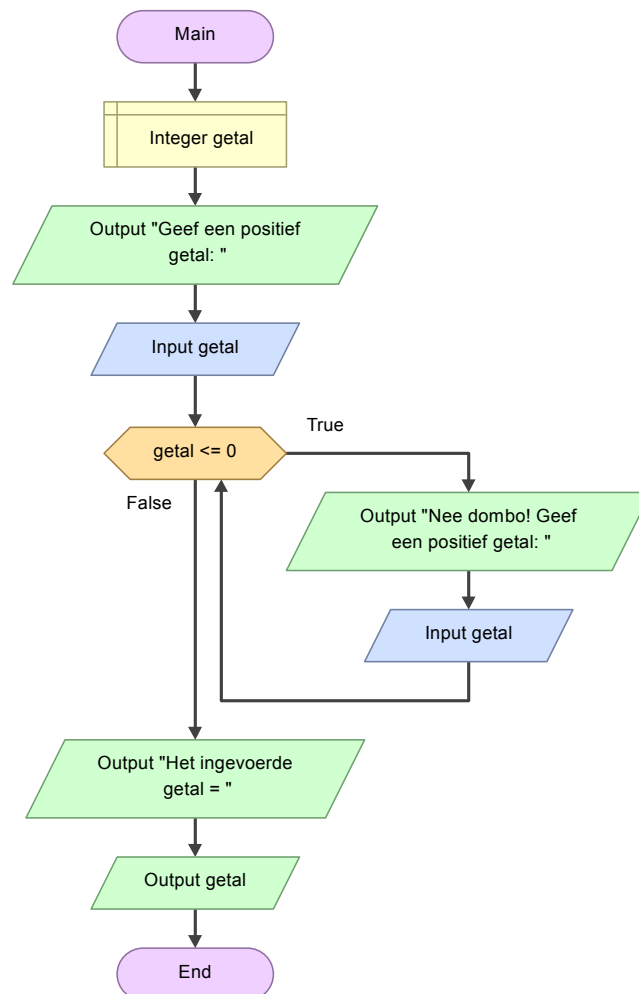 Main
Integer getal
Output "Geef een positief
getal: "
Input getal
getal <= 0
True
False
Output "Nee dombo! Geef
een positief getal: "
Input getal
Output "Het ingevoerde
getal = "
Output getal
End